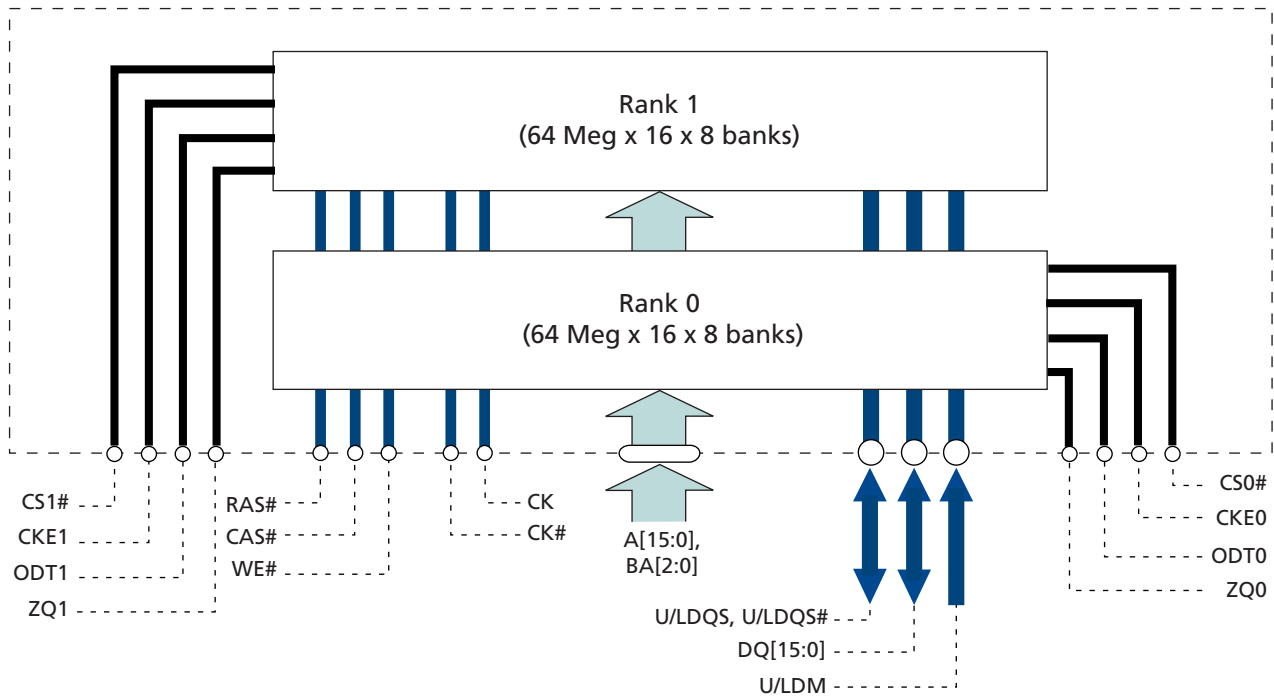 Rank 1
(64 Meg x 16 x 8 banks)
Rank 0
(64 Meg x 16 x 8 banks)
CS1#
CKE1
ODT1
ZQ1
RAS#
CAS#
WE#
CK
CK#
A[15:0],
BA[2:0]
U/LDQS, U/LDQS#
DQ[15:0]
U/LDM
CS0#
CKE0
ODT0
ZQ0